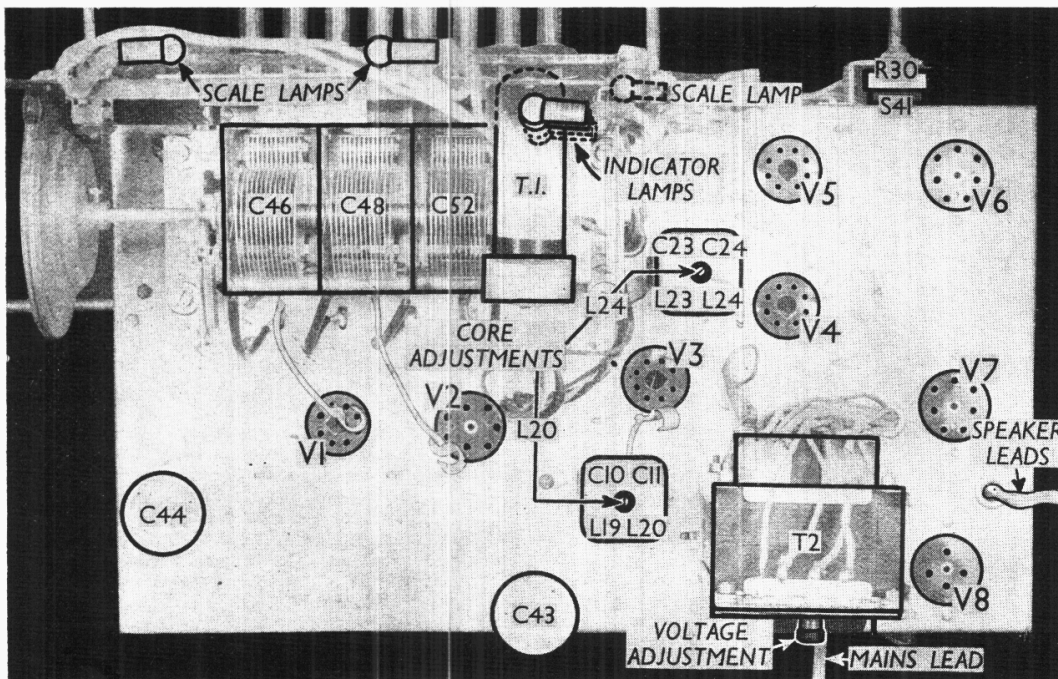 SCALE LAMPS
SCALE LAMP
R30
S41
INDICATOR
LAMPS
T.I.
C46
C48
C52
V5
V6
C23 C24
L23 L24
L24
V4
CORE
ADJUSTMENTS
V3
V7
V2
V1
L20
SPEAKER
LEADS
C10 C11
L19 L20
C44
T2
V8
C43
VOLTAGE
ADJUSTMENT
MAINS LEAD